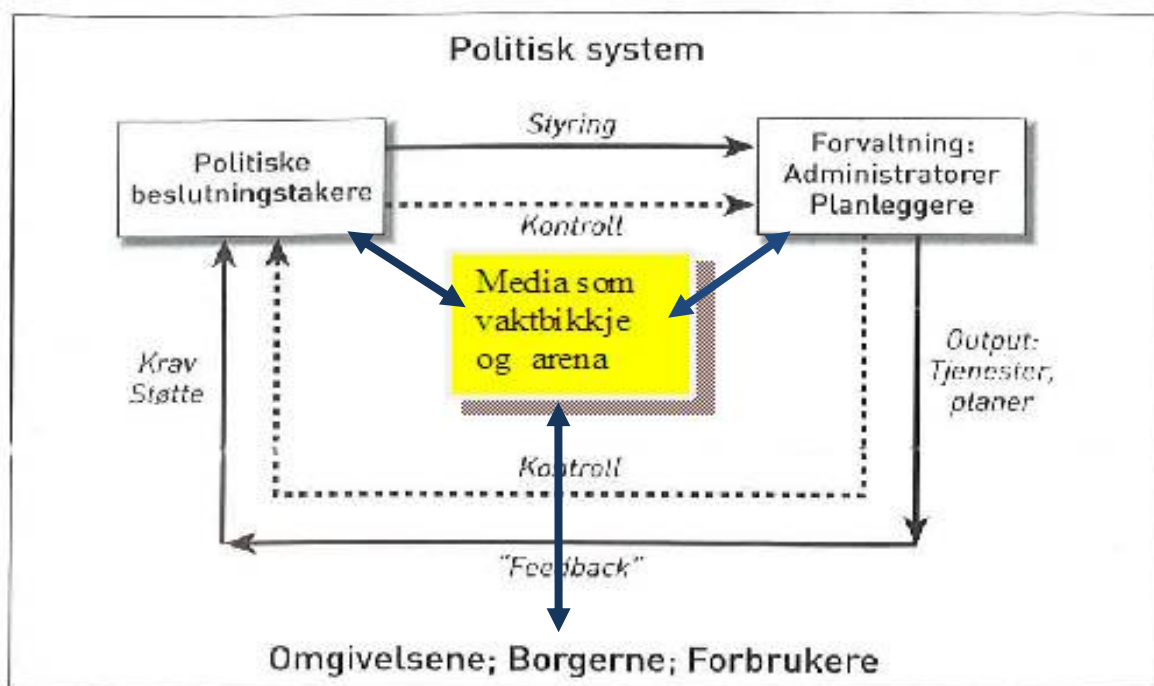 Politisk system
Styring
Politiske
beslutningstakere
Forvaltning:
Administratorer
Planleggere
Kontroll
Media som
vaktbikkje
og arena
Krav
Støtte
Output:
Tjenester,
planer
Kontroll
"Feedback"
Omgivelsene; Borgerne; Forbrukere